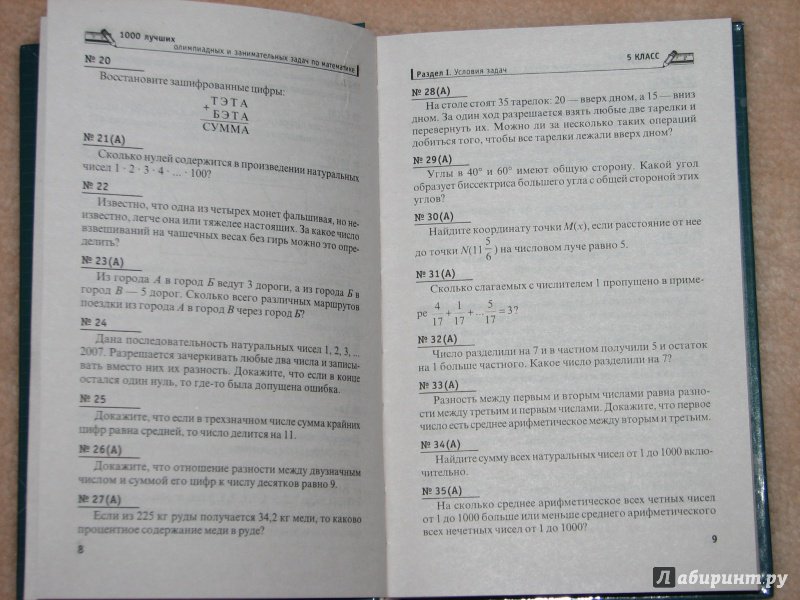 1000 лучших
олимпиадных и занимательных задач по математике
№ 20
Восстановите зашифрованные цифры:
ТЭТА
+
БЭТА
СУММА
№ 21(А)
Сколько нулей содержится в произведении натуральных
чисел 1 · 2 · 3 · 4 · ... · 100?
№ 22
Известно, что одна из четырех монет фальшивая, но не-
известно, легче она или тяжелее настоящих. За какое число
взвешиваний на чашечных весах без гирь можно это опре-
делить?
№ 23(А)
Из города А в город Б ведут 3 дороги, а из города Б в
город В — 5 дорог. Сколько всего различных маршрутов
поездки из города А в город В через город Б?
№ 24
Дана последовательность натуральных чисел 1, 2, 3, ...
2007. Разрешается зачеркивать любые два числа и записы-
вать вместо них их разность. Докажите, что если в конце
остался один нуль, то где-то была допущена ошибка.
№ 25
Докажите, что если в трехзначном числе сумма крайних
цифр равна средней, то число делится на 11.
№ 26(А)
Докажите, что отношение разности между двузначным
числом и суммой его цифр к числу десятков равно 9.
№ 27(А)
Если из 225 кг руды получается 34,2 кг меди, то каково
процентное содержание меди в руде?
8
Раздел I. Условия задач
5 КЛАСС
№ 28(А)
На столе стоят 35 тарелок: 20 — вверх дном, а 15 — вниз
дном. За один ход разрешается взять любые две тарелки и
перевернуть их. Можно ли за несколько таких операций
добиться того, чтобы все тарелки лежали вверх дном?
№ 29(А)
Углы в 40° и 60° имеют общую сторону. Какой угол
образует биссектриса большего угла с общей стороной этих
углов?
№ 30(А)
Найдите координату точки M(x), если расстояние от нее
до точки N(11 5/6) на числовом луче равно 5.
№ 31(А)
Сколько слагаемых с числителем 1 пропущено в приме-
ре 4/17 + 1/17 + ... 5/17 = 3?
№ 32(А)
Число разделили на 7 и в частном получили 5 и остаток
на 1 больше частного. Какое число разделили на 7?
№ 33(А)
Разность между первым и вторым числами равна разно-
сти между третьим и первым числами. Докажите, что первое
число есть среднее арифметическое между вторым и третьим.
№ 34(А)
Найдите сумму всех натуральных чисел от 1 до 1000 вклю-
чительно.
№ 35(А)
На сколько среднее арифметическое всех четных чисел
от 1 до 1000 больше или меньше среднего арифметического
всех нечетных чисел от 1 до 1000?
9
Лабиринт.ру